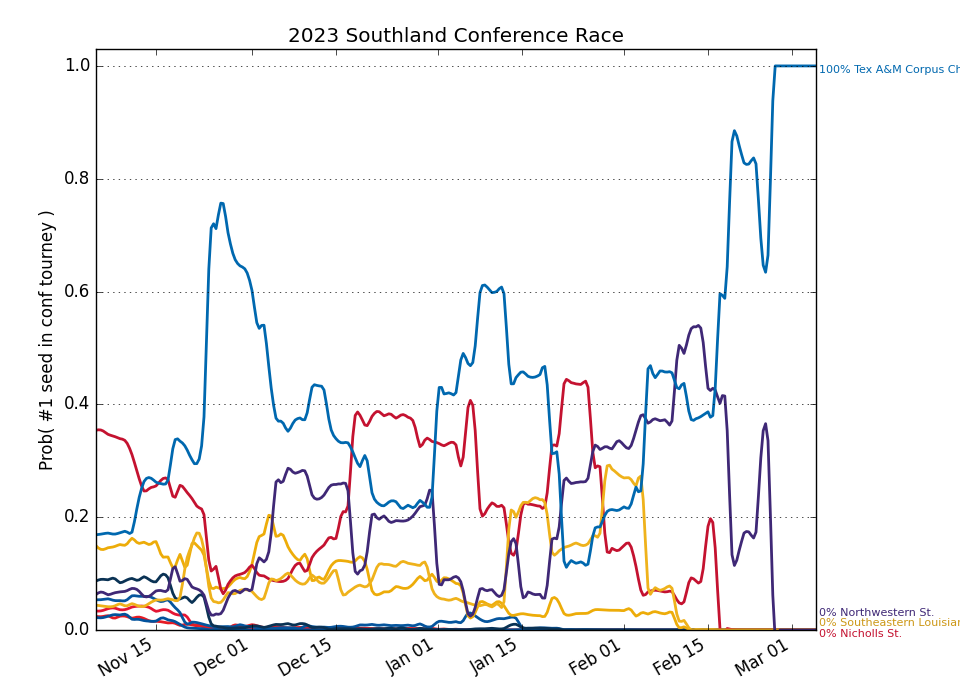 2023 Southland Conference Race
Prob( #1 seed in conf tourney )
1.0
0.8
0.6
0.4
0.2
0.0
100% Tex A&M Corpus Ch
0% Northwestern St.
0% Southeastern Louisian
0% Nicholls St.
Nov 15
Dec 01
Dec 15
Jan 01
Jan 15
Feb 01
Feb 15
Mar 01